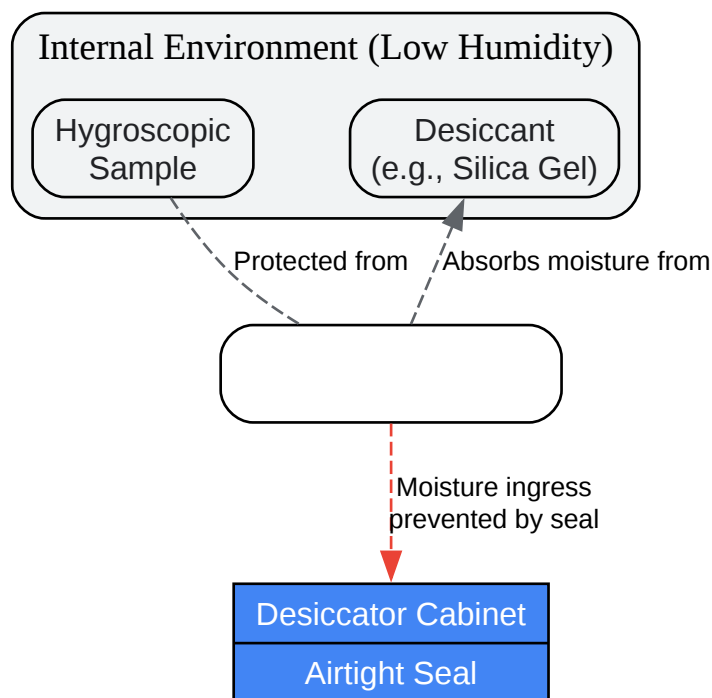 Internal Environment (Low Humidity)
Hygroscopic
Sample
Desiccant
(e.g., Silica Gel)
Protected from
Absorbs moisture from
Moisture ingress
prevented by seal
Desiccator Cabinet
Airtight Seal